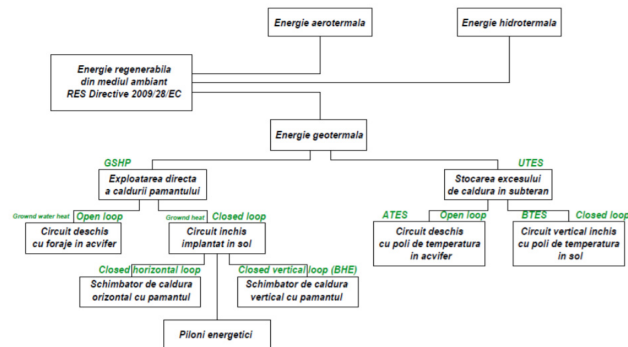 Energie aerotermala
Energie hidrotermala
Energie regenerabila
din mediul ambiant
RES Directive 2009/28/EC
Energie geotermala
GSHP
UTES
Exploatarea directa
a caldurii pamantului
Stocarea excesului
de caldura in subteran
Grownd water heat
Open loop
Grownd heat
Closed loop
ATES
Open loop
BTES
Closed loop
Circuit deschis
cu foraje in acvifer
Circuit inchis
implantat in sol
Circuit deschis
cu poli de temperatura
in acvifer
Circuit vertical inchis
cu poli de temperatura
in sol
Closed horizontal loop
Closed vertical loop (BHE)
Schimbator de caldura
orizontal cu pamantul
Schimbator de caldura
vertical cu pamantul
Piloni energetici